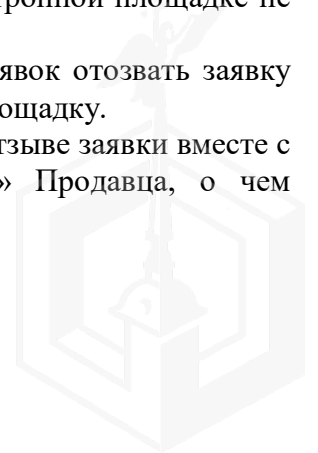 тронной площадке не
явок отозвать заявку
ощадку.
тзыве заявки вместе с
» Продавца, о чем